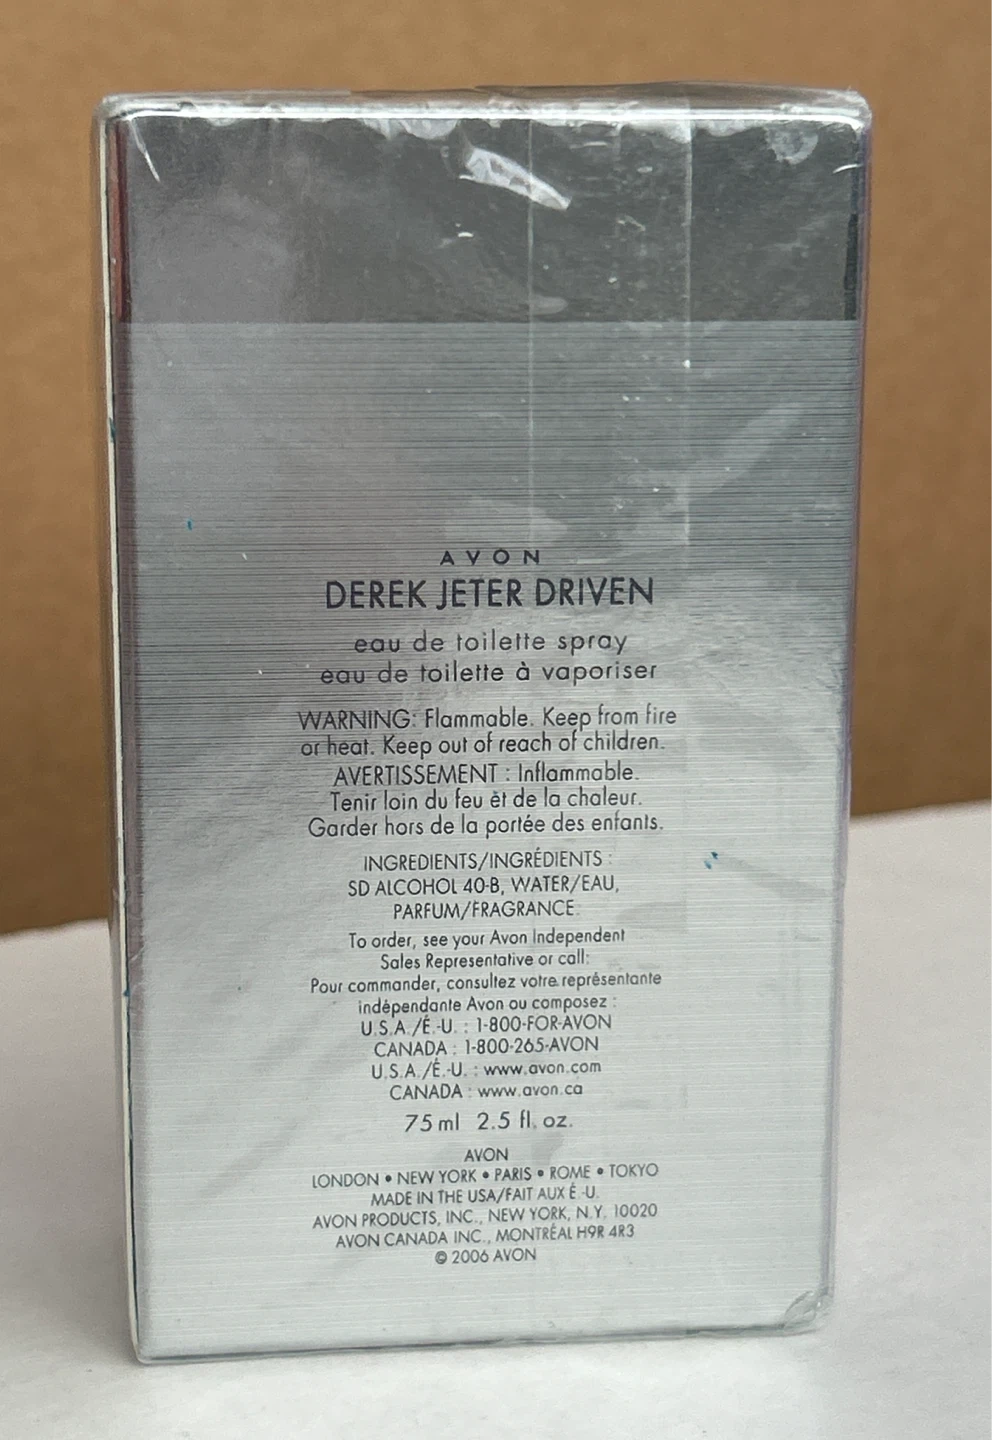 AVON
DEREK JETER DRIVEN
eau de toilette spray
eau de toilette à vaporiser
WARNING: Flammable. Keep from fire
or heat. Keep out of reach of children.
AVERTISSEMENT : Inflammable.
Tenir loin du feu et de la chaleur.
Garder hors de la portée des enfants.
INGREDIENTS/INGRÉDIENTS :
SD ALCOHOL 40-B, WATER/EAU,
PARFUM/FRAGRANCE.
To order, see your Avon Independent
Sales Representative or call:
Pour commander, consultez votre représentante
indépendante Avon ou composez :
U.S.A./É.-U. : 1-800-FOR-AVON
CANADA : 1-800-265-AVON
U.S.A./É.-U. : www.avon.com
CANADA : www.avon.ca
75 ml 2.5 fl. oz.
AVON
LONDON • NEW YORK • PARIS • ROME • TOKYO
MADE IN THE USA/FAIT AUX É.-U.
AVON PRODUCTS, INC., NEW YORK, N.Y. 10020
AVON CANADA INC., MONTRÉAL H9R 4R3
© 2006 AVON